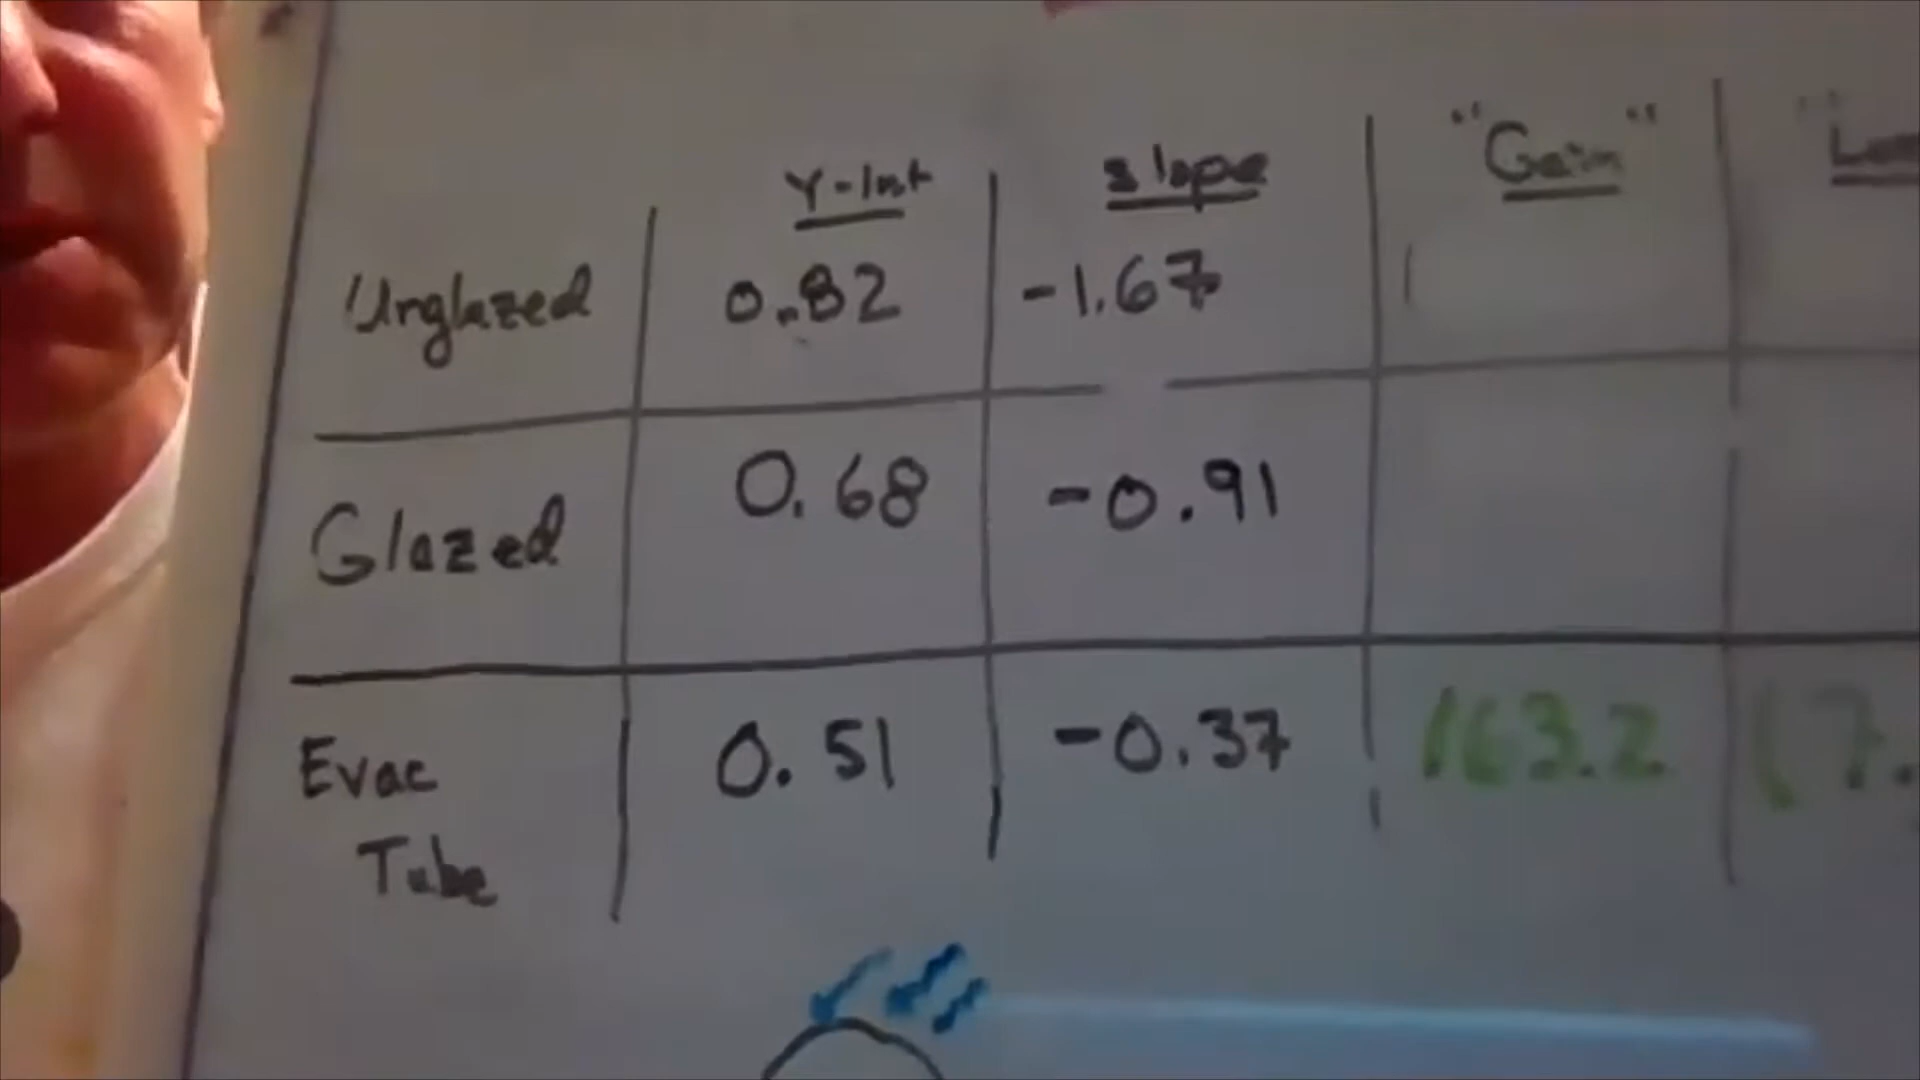 Y-Int slope "Gain"
Unglazed 0.82 -1.67
Glazed 0.68 -0.91
Evac 0.51 -0.37 163.2
Tube